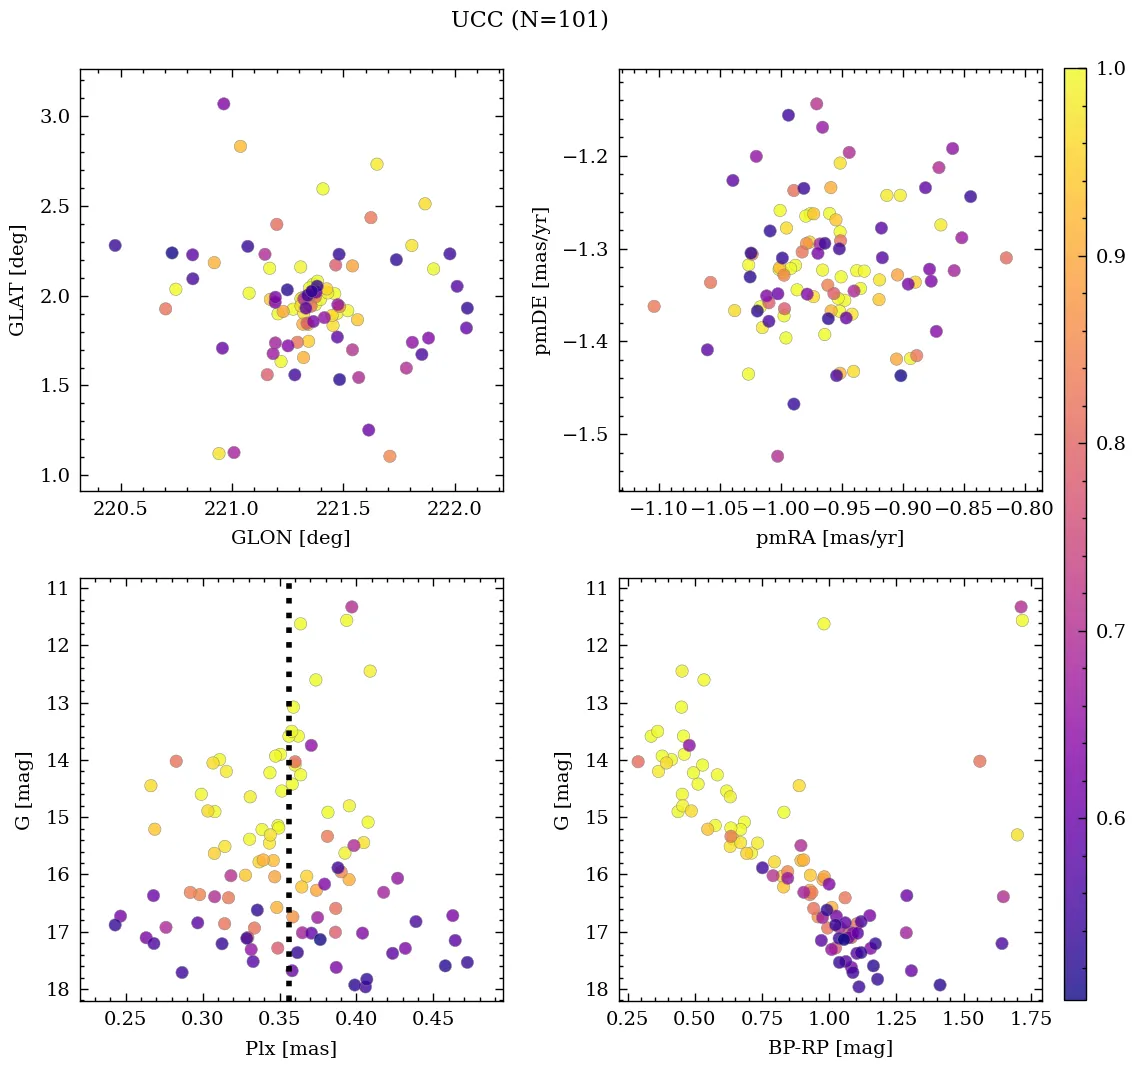 UCC (N=101)
3.0
2.5
2.0
1.5
1.0
GLAT [deg]
220.5 221.0 221.5 222.0
GLON [deg]
−1.2
−1.3
−1.4
−1.5
pmDE [mas/yr]
−1.10 −1.05 −1.00 −0.95 −0.90 −0.85 −0.80
pmRA [mas/yr]
11
12
13
14
15
16
17
18
G [mag]
0.25 0.30 0.35 0.40 0.45
Plx [mas]
11
12
13
14
15
16
17
18
G [mag]
0.25 0.50 0.75 1.00 1.25 1.50 1.75
BP-RP [mag]
1.0
0.9
0.8
0.7
0.6